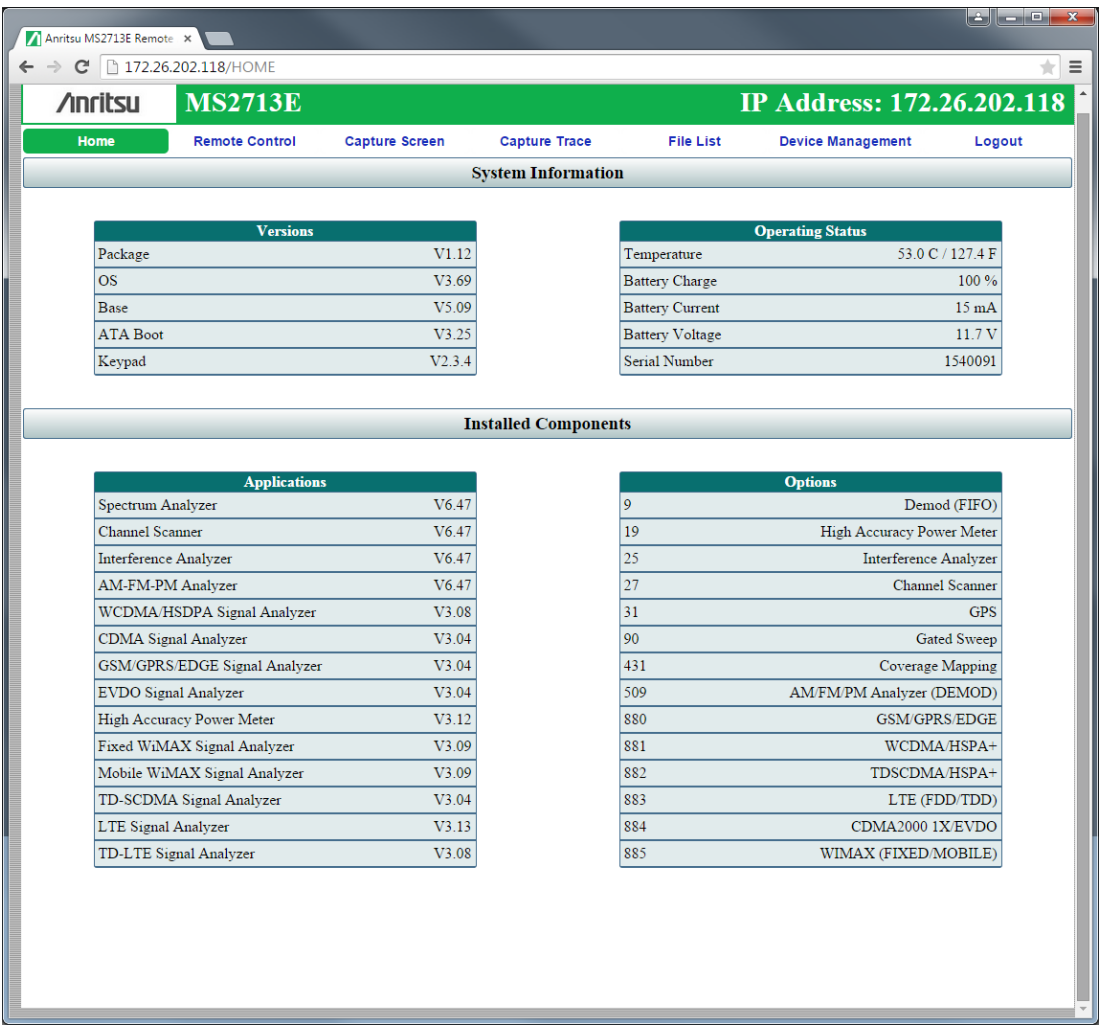 Anritsu MS2713E Remote
172.26.202.118/HOME
Anritsu MS2713E IP Address: 172.26.202.118
Home Remote Control Capture Screen Capture Trace File List Device Management Logout
System Information
Versions
Package V1.12
OS V3.69
Base V5.09
ATA Boot V3.25
Keypad V2.3.4
Operating Status
Temperature 53.0 C / 127.4 F
Battery Charge 100 %
Battery Current 15 mA
Battery Voltage 11.7 V
Serial Number 1540091
Installed Components
Applications
Spectrum Analyzer V6.47
Channel Scanner V6.47
Interference Analyzer V6.47
AM-FM-PM Analyzer V6.47
WCDMA/HSDPA Signal Analyzer V3.08
CDMA Signal Analyzer V3.04
GSM/GPRS/EDGE Signal Analyzer V3.04
EVDO Signal Analyzer V3.04
High Accuracy Power Meter V3.12
Fixed WiMAX Signal Analyzer V3.09
Mobile WiMAX Signal Analyzer V3.09
TD-SCDMA Signal Analyzer V3.04
LTE Signal Analyzer V3.13
TD-LTE Signal Analyzer V3.08
Options
9 Demod (FIFO)
19 High Accuracy Power Meter
25 Interference Analyzer
27 Channel Scanner
31 GPS
90 Gated Sweep
431 Coverage Mapping
509 AM/FM/PM Analyzer (DEMOD)
880 GSM/GPRS/EDGE
881 WCDMA/HSPA+
882 TDSCDMA/HSPA+
883 LTE (FDD/TDD)
884 CDMA2000 1X/EVDO
885 WIMAX (FIXED/MOBILE)